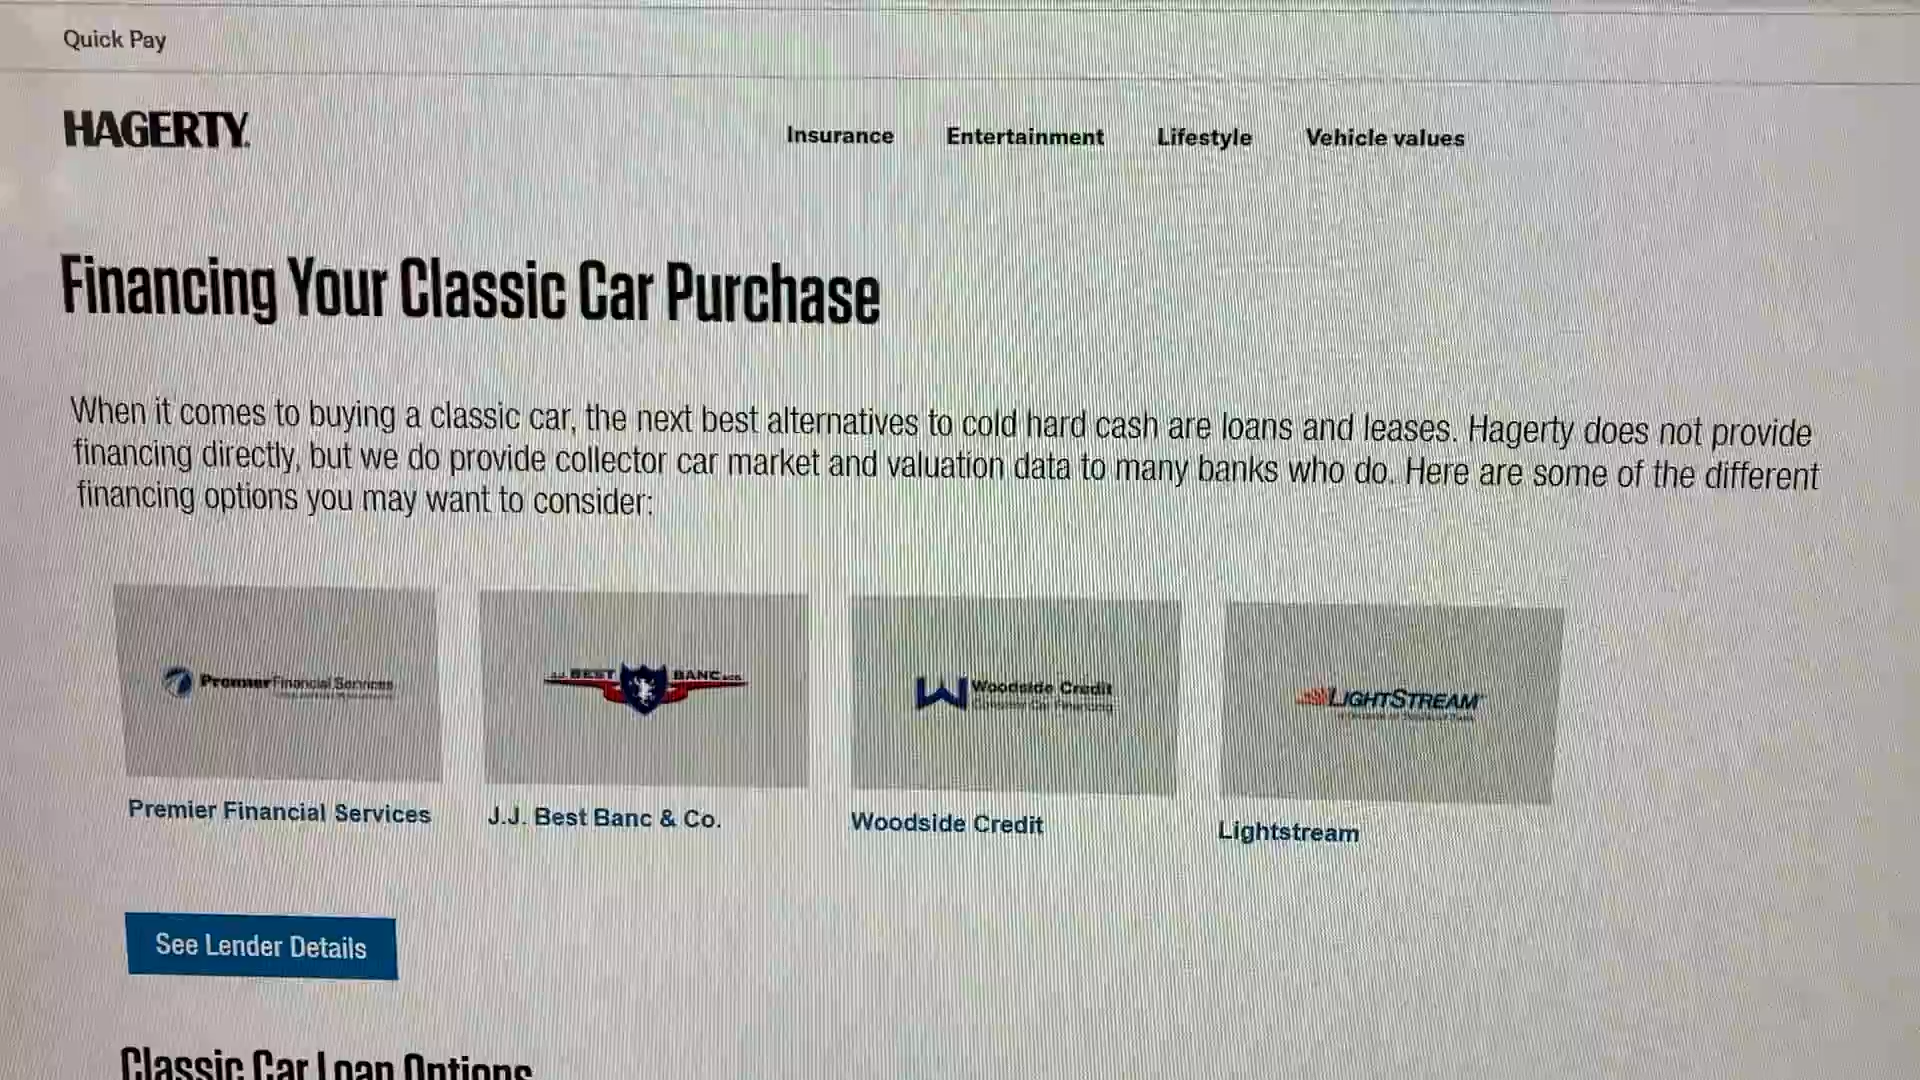 Quick Pay
HAGERTY.
Insurance Entertainment Lifestyle Vehicle values
Financing Your Classic Car Purchase
When it comes to buying a classic car, the next best alternatives to cold hard cash are loans and leases. Hagerty does not provide
financing directly, but we do provide collector car market and valuation data to many banks who do. Here are some of the different
financing options you may want to consider:
Premier Financial Services
BEST BANC
Woodside Credit
LIGHTSTREAM
Premier Financial Services
J.J. Best Banc & Co.
Woodside Credit
Lightstream
See Lender Details
Classic Car Loan Options